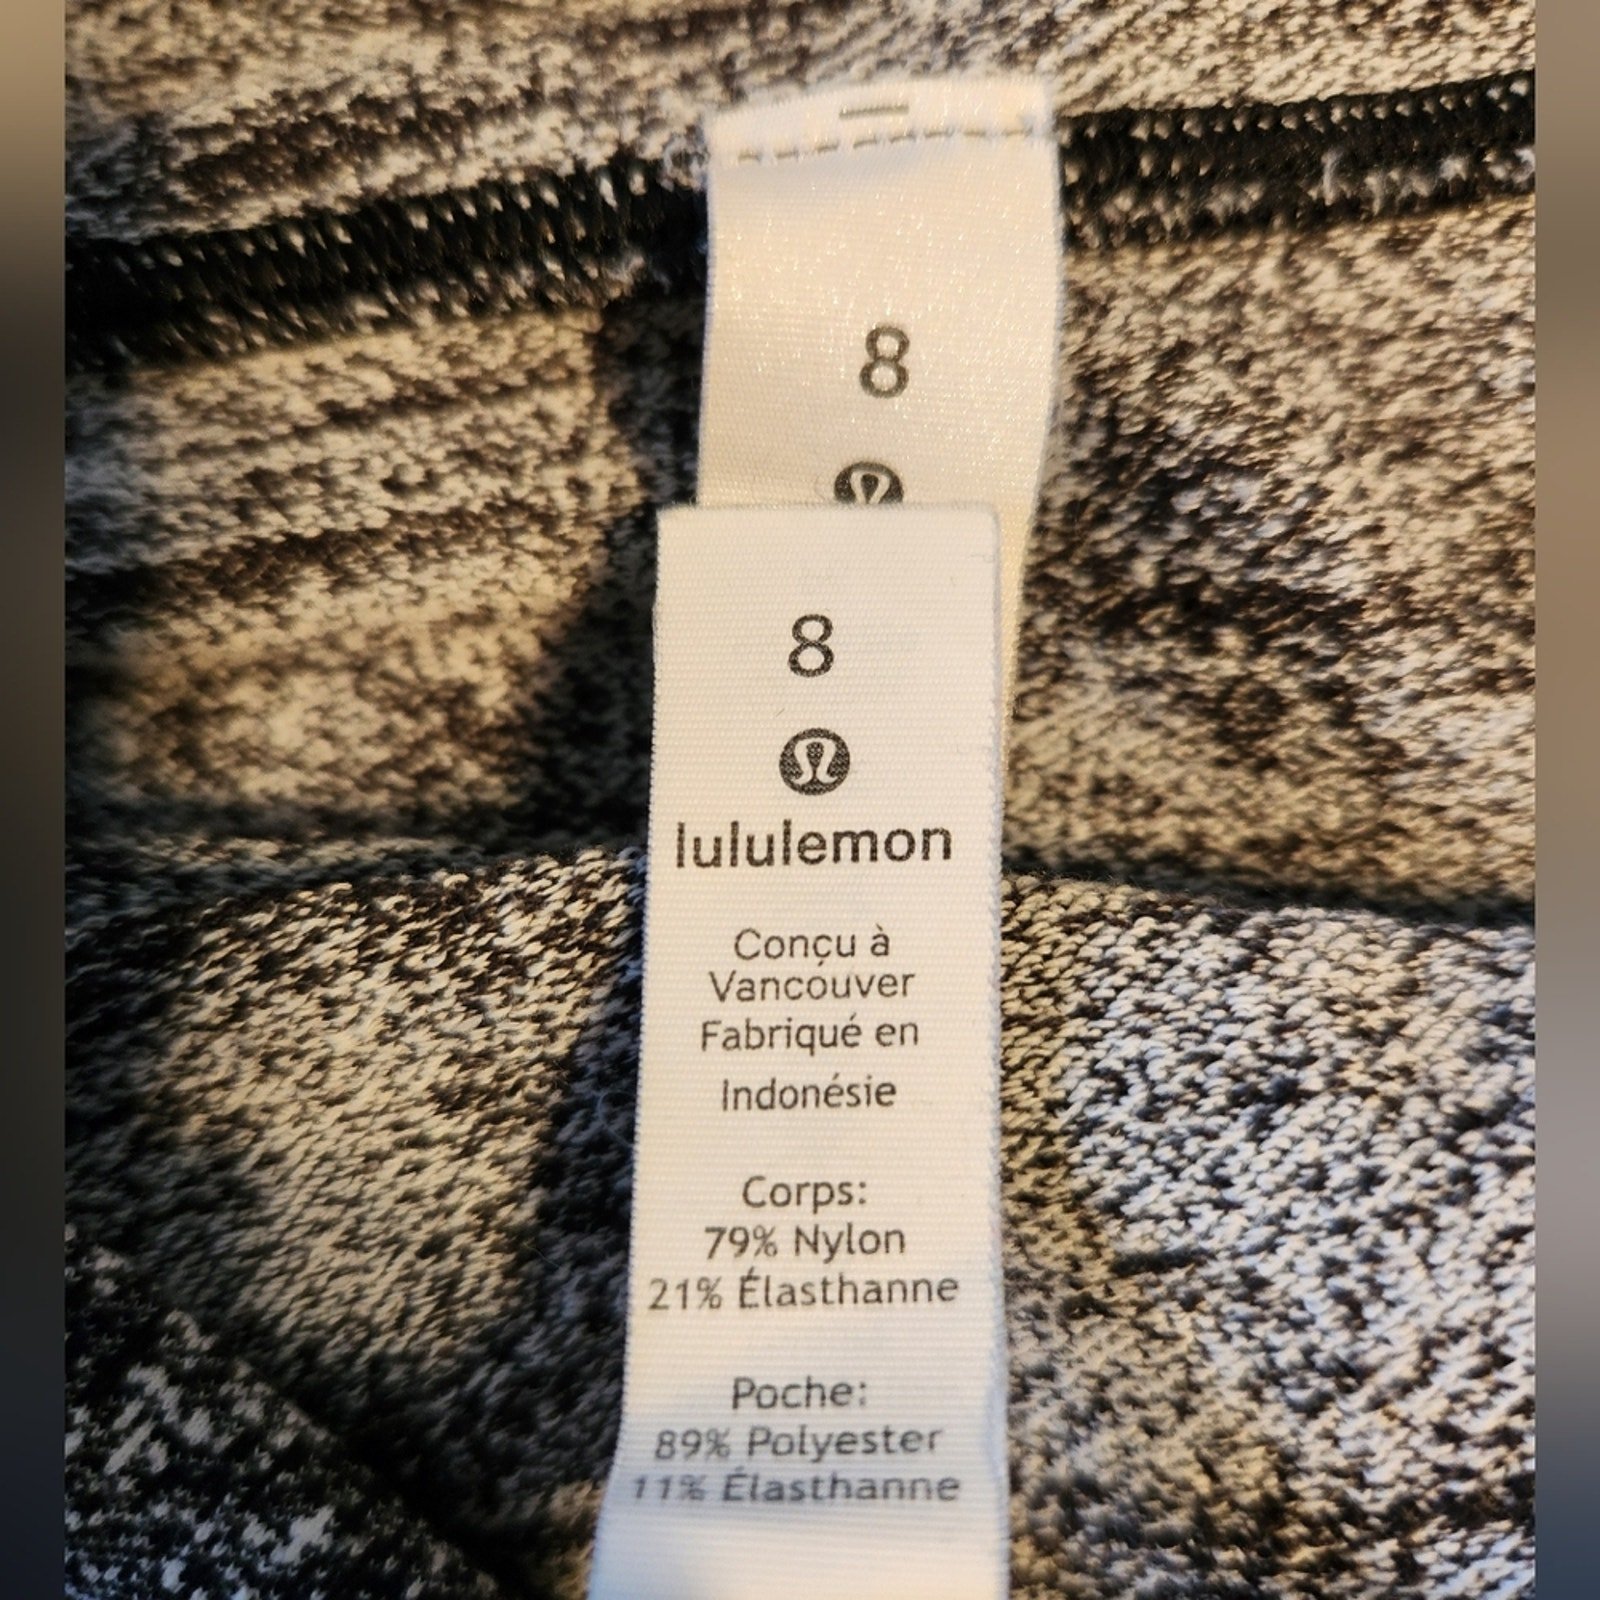 8
8
lululemon
Conçu à
Vancouver
Fabriqué en
Indonésie
Corps:
79% Nylon
21% Élasthanne
Poche:
89% Polyester
11% Élasthanne